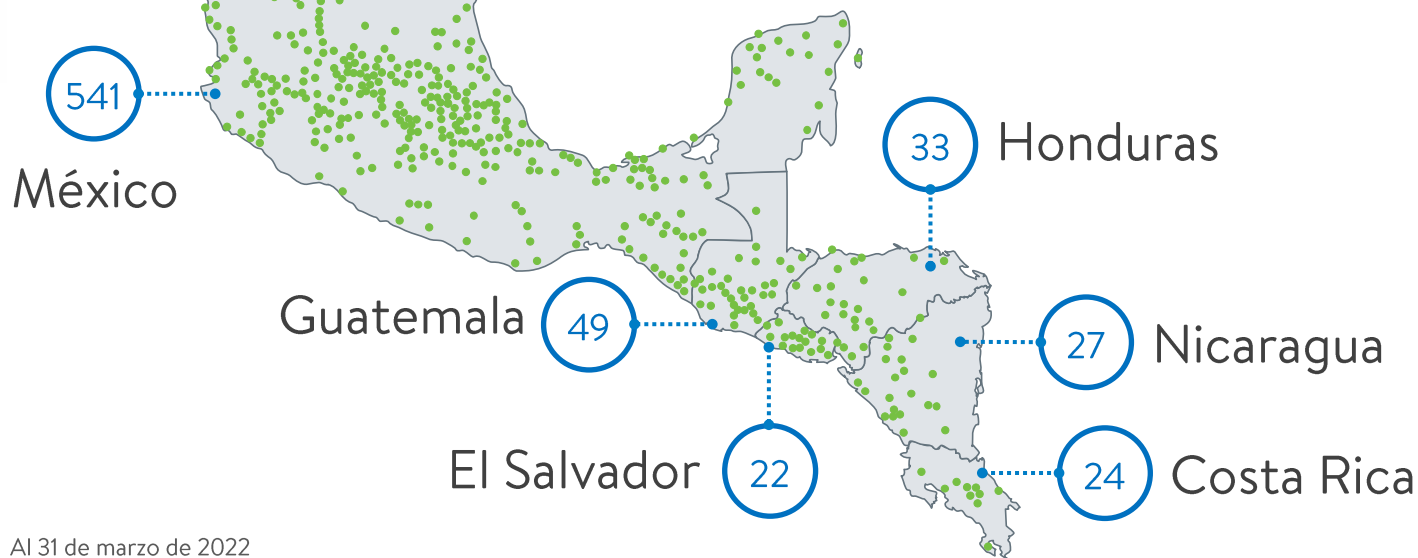 541
México
33
Honduras
Guatemala 49
27 Nicaragua
El Salvador 22
24 Costa Rica
Al 31 de marzo de 2022